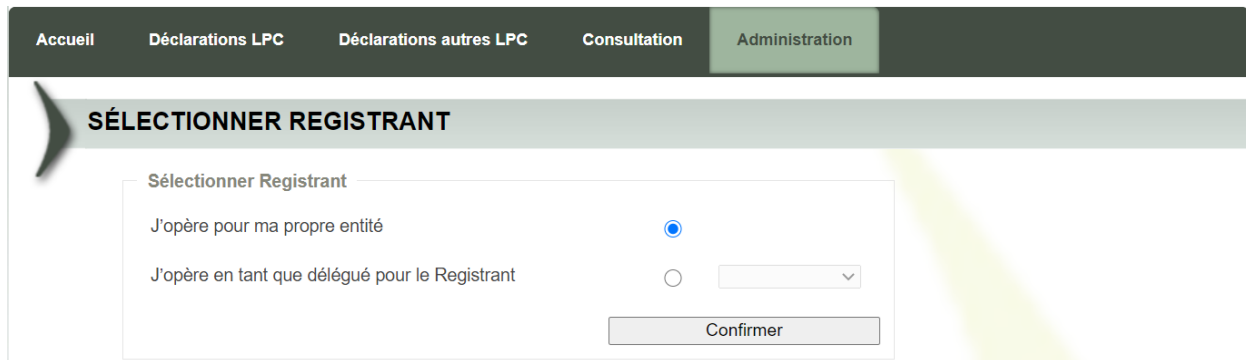 Accueil Déclarations LPC Déclarations autres LPC Consultation Administration
SÉLECTIONNER REGISTRANT
Sélectionner Registrant
J'opère pour ma propre entité
J'opère en tant que délégué pour le Registrant
Confirmer